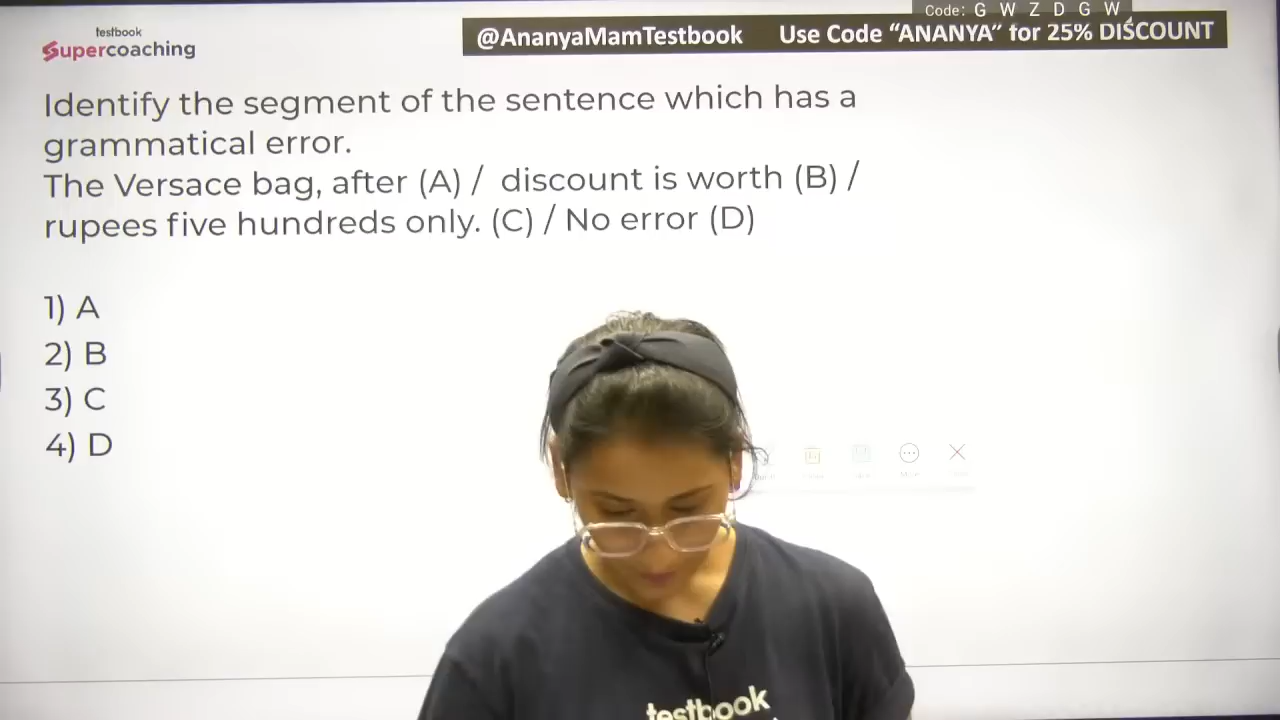 Code: G W Z D G W
testbook
Supercoaching
@AnanyaMamTestbook Use Code “ANANYA” for 25% DISCOUNT
Identify the segment of the sentence which has a
grammatical error.
The Versace bag, after (A) / discount is worth (B) /
rupees five hundreds only. (C) / No error (D)
1) A
2) B
3) C
4) D
testbook